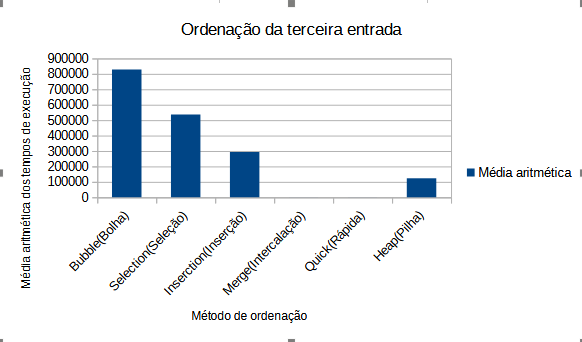 Ordenação da terceira entrada
Média aritmética dos tempos de execução
900000
800000
700000
600000
500000
400000
300000
200000
100000
0
Bubble(Bolha)
Selection(Seleção)
Inserction(Inserção)
Merge(Intercalação)
Quick(Rápida)
Heap(Pilha)
Método de ordenação
Média aritmética